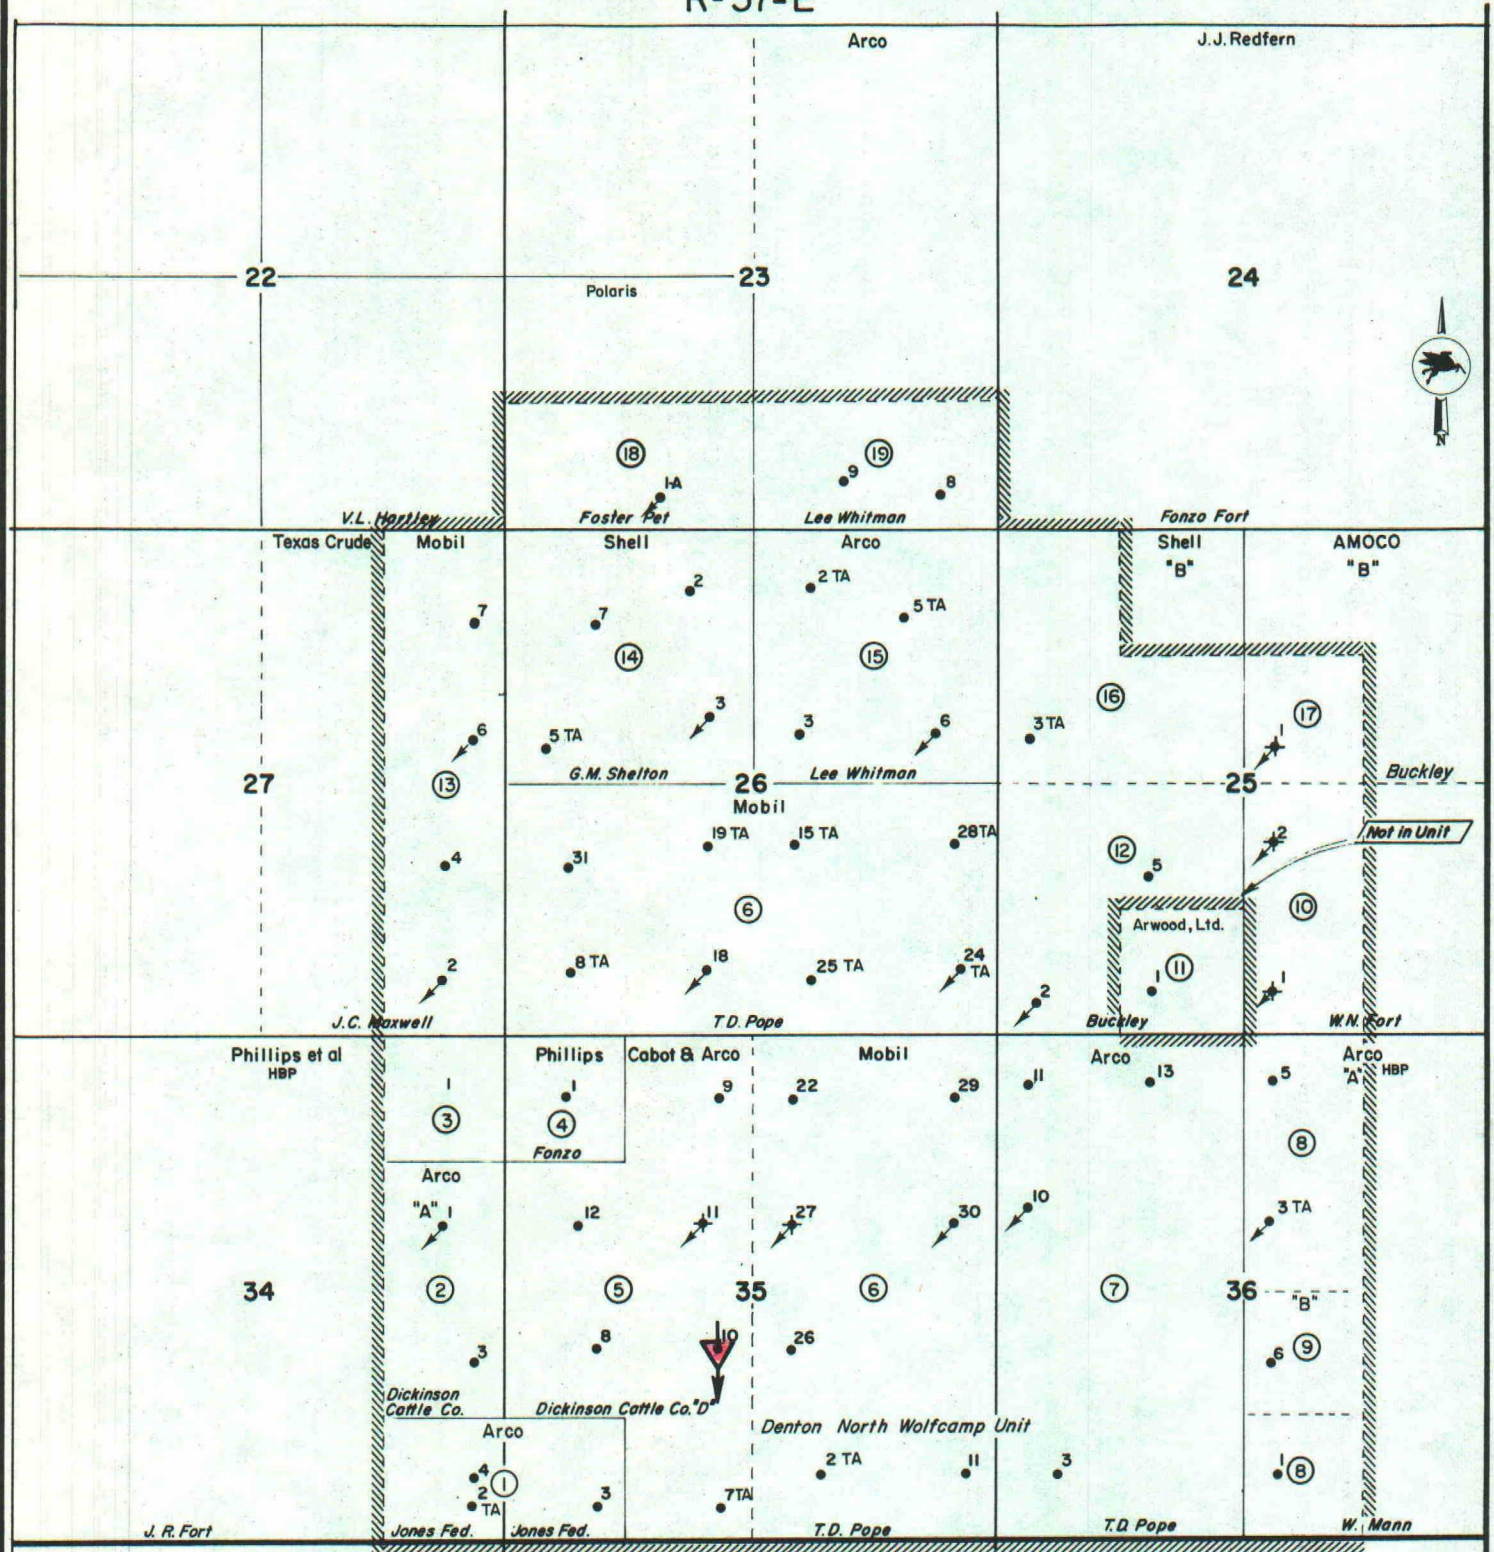 R-37-E
Arco
J.J. Redfern
22
23
24
Polaris
N
18
19
1-A
9
8
V.L. Hartley
Foster Pet
Lee Whitman
Fonzo Fort
Texas Crude
Mobil
Shell
Arco
Shell
"B"
AMOCO
"B"
2
2 TA
7
7
5 TA
14
15
16
17
3
6
5 TA
3
6
3 TA
1
G.M. Shelton
Lee Whitman
27
13
26
25
Buckley
Mobil
19 TA
15 TA
28TA
2
Not in Unit
4
31
12
5
6
10
Arwood, Ltd.
2
8 TA
18
25 TA
24
TA
1
11
1
2
J.C. Maxwell
T.D. Pope
Buckley
W.N. Fort
Phillips et al
HBP
Phillips
Cabot & Arco
Mobil
Arco
Arco
"A" HBP
1
1
9
22
29
11
13
5
3
4
Fonzo
8
Arco
"A" 1
12
11
27
30
10
3 TA
34
2
5
35
6
7
36
"B"
3
8
10
26
6
9
Dickinson
Cattle Co.
Dickinson Cattle Co."D"
Arco
Denton North Wolfcamp Unit
4
1
2 TA
11
3
1
8
2
TA
3
7TA
J. R. Fort
Jones Fed.
Jones Fed.
T.D. Pope
T.D. Pope
W. Mann